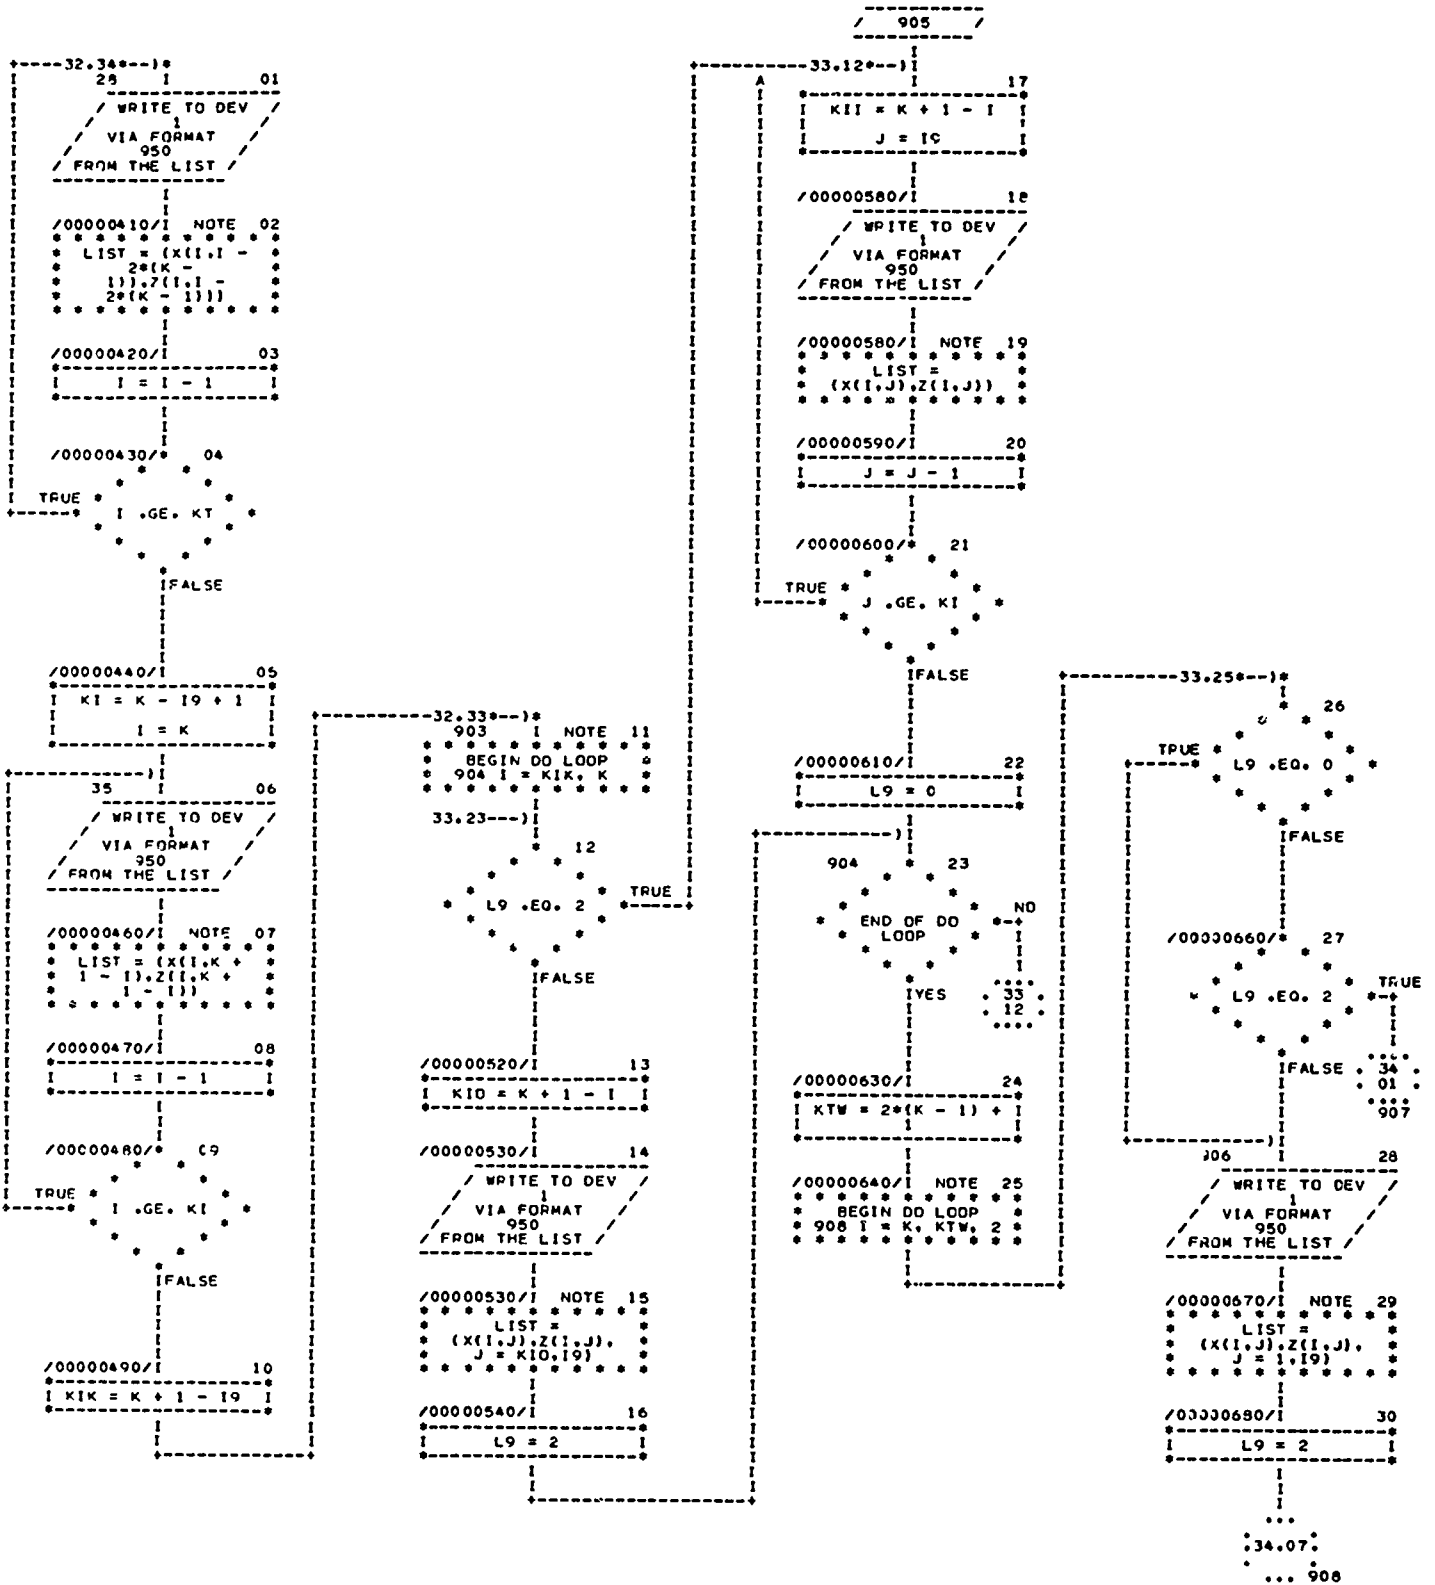 32.34*--)*
28 01
WRITE TO DEV
1
VIA FORMAT
950
FROM THE LIST
/00000410/I NOTE 02
LIST = (X(I,I -
2*(K -
1)),Z(I,I -
2*(K - 1)))
/00000420/I 03
I = I - 1
/00000430/* 04
TRUE
I .GE. KT
FALSE
/00000440/I 05
KI = K - I9 + 1
I = K
35 06
WRITE TO DEV
1
VIA FORMAT
950
FROM THE LIST
/00000460/I NOTE 07
LIST = (X(I,K +
1 - I),Z(I,K +
1 - I))
/00000470/I 08
I = I - 1
/00000480/* 09
TRUE
I .GE. KI
FALSE
/00000490/I 10
KIK = K + 1 - I9
32.33*--)*
903 NOTE 11
BEGIN DO LOOP
904 I = KIK, K
33.23---)
12
L9 .EQ. 2
TRUE
FALSE
/00000520/I 13
KIO = K + 1 - I
/00000530/I 14
WRITE TO DEV
1
VIA FORMAT
950
FROM THE LIST
/00000530/I NOTE 15
LIST =
(X(I,J),Z(I,J),
J = KIO,I9)
/00000540/I 16
L9 = 2
905
33.12*--)
A
17
KII = K + 1 - I
J = I9
/00000580/I 18
WRITE TO DEV
1
VIA FORMAT
950
FROM THE LIST
/00000580/I NOTE 19
LIST =
(X(I,J),Z(I,J))
/00000590/I 20
J = J - 1
/00000600/* 21
TRUE
J .GE. KI
FALSE
/00000610/I 22
L9 = 0
904 23
END OF DO
LOOP
NO
YES
33
12
/00000630/I 24
KTW = 2*(K - 1) +
/00000640/I NOTE 25
BEGIN DO LOOP
908 I = K, KTW, 2
33.25*--)*
26
TRUE
L9 .EQ. 0
FALSE
/00000660/* 27
L9 .EQ. 2
TRUE
FALSE
34
01
907
906 28
WRITE TO DEV
1
VIA FORMAT
950
FROM THE LIST
/00000670/I NOTE 29
LIST =
(X(I,J),Z(I,J),
J = 1,I9)
/00000680/I 30
L9 = 2
34.07
908